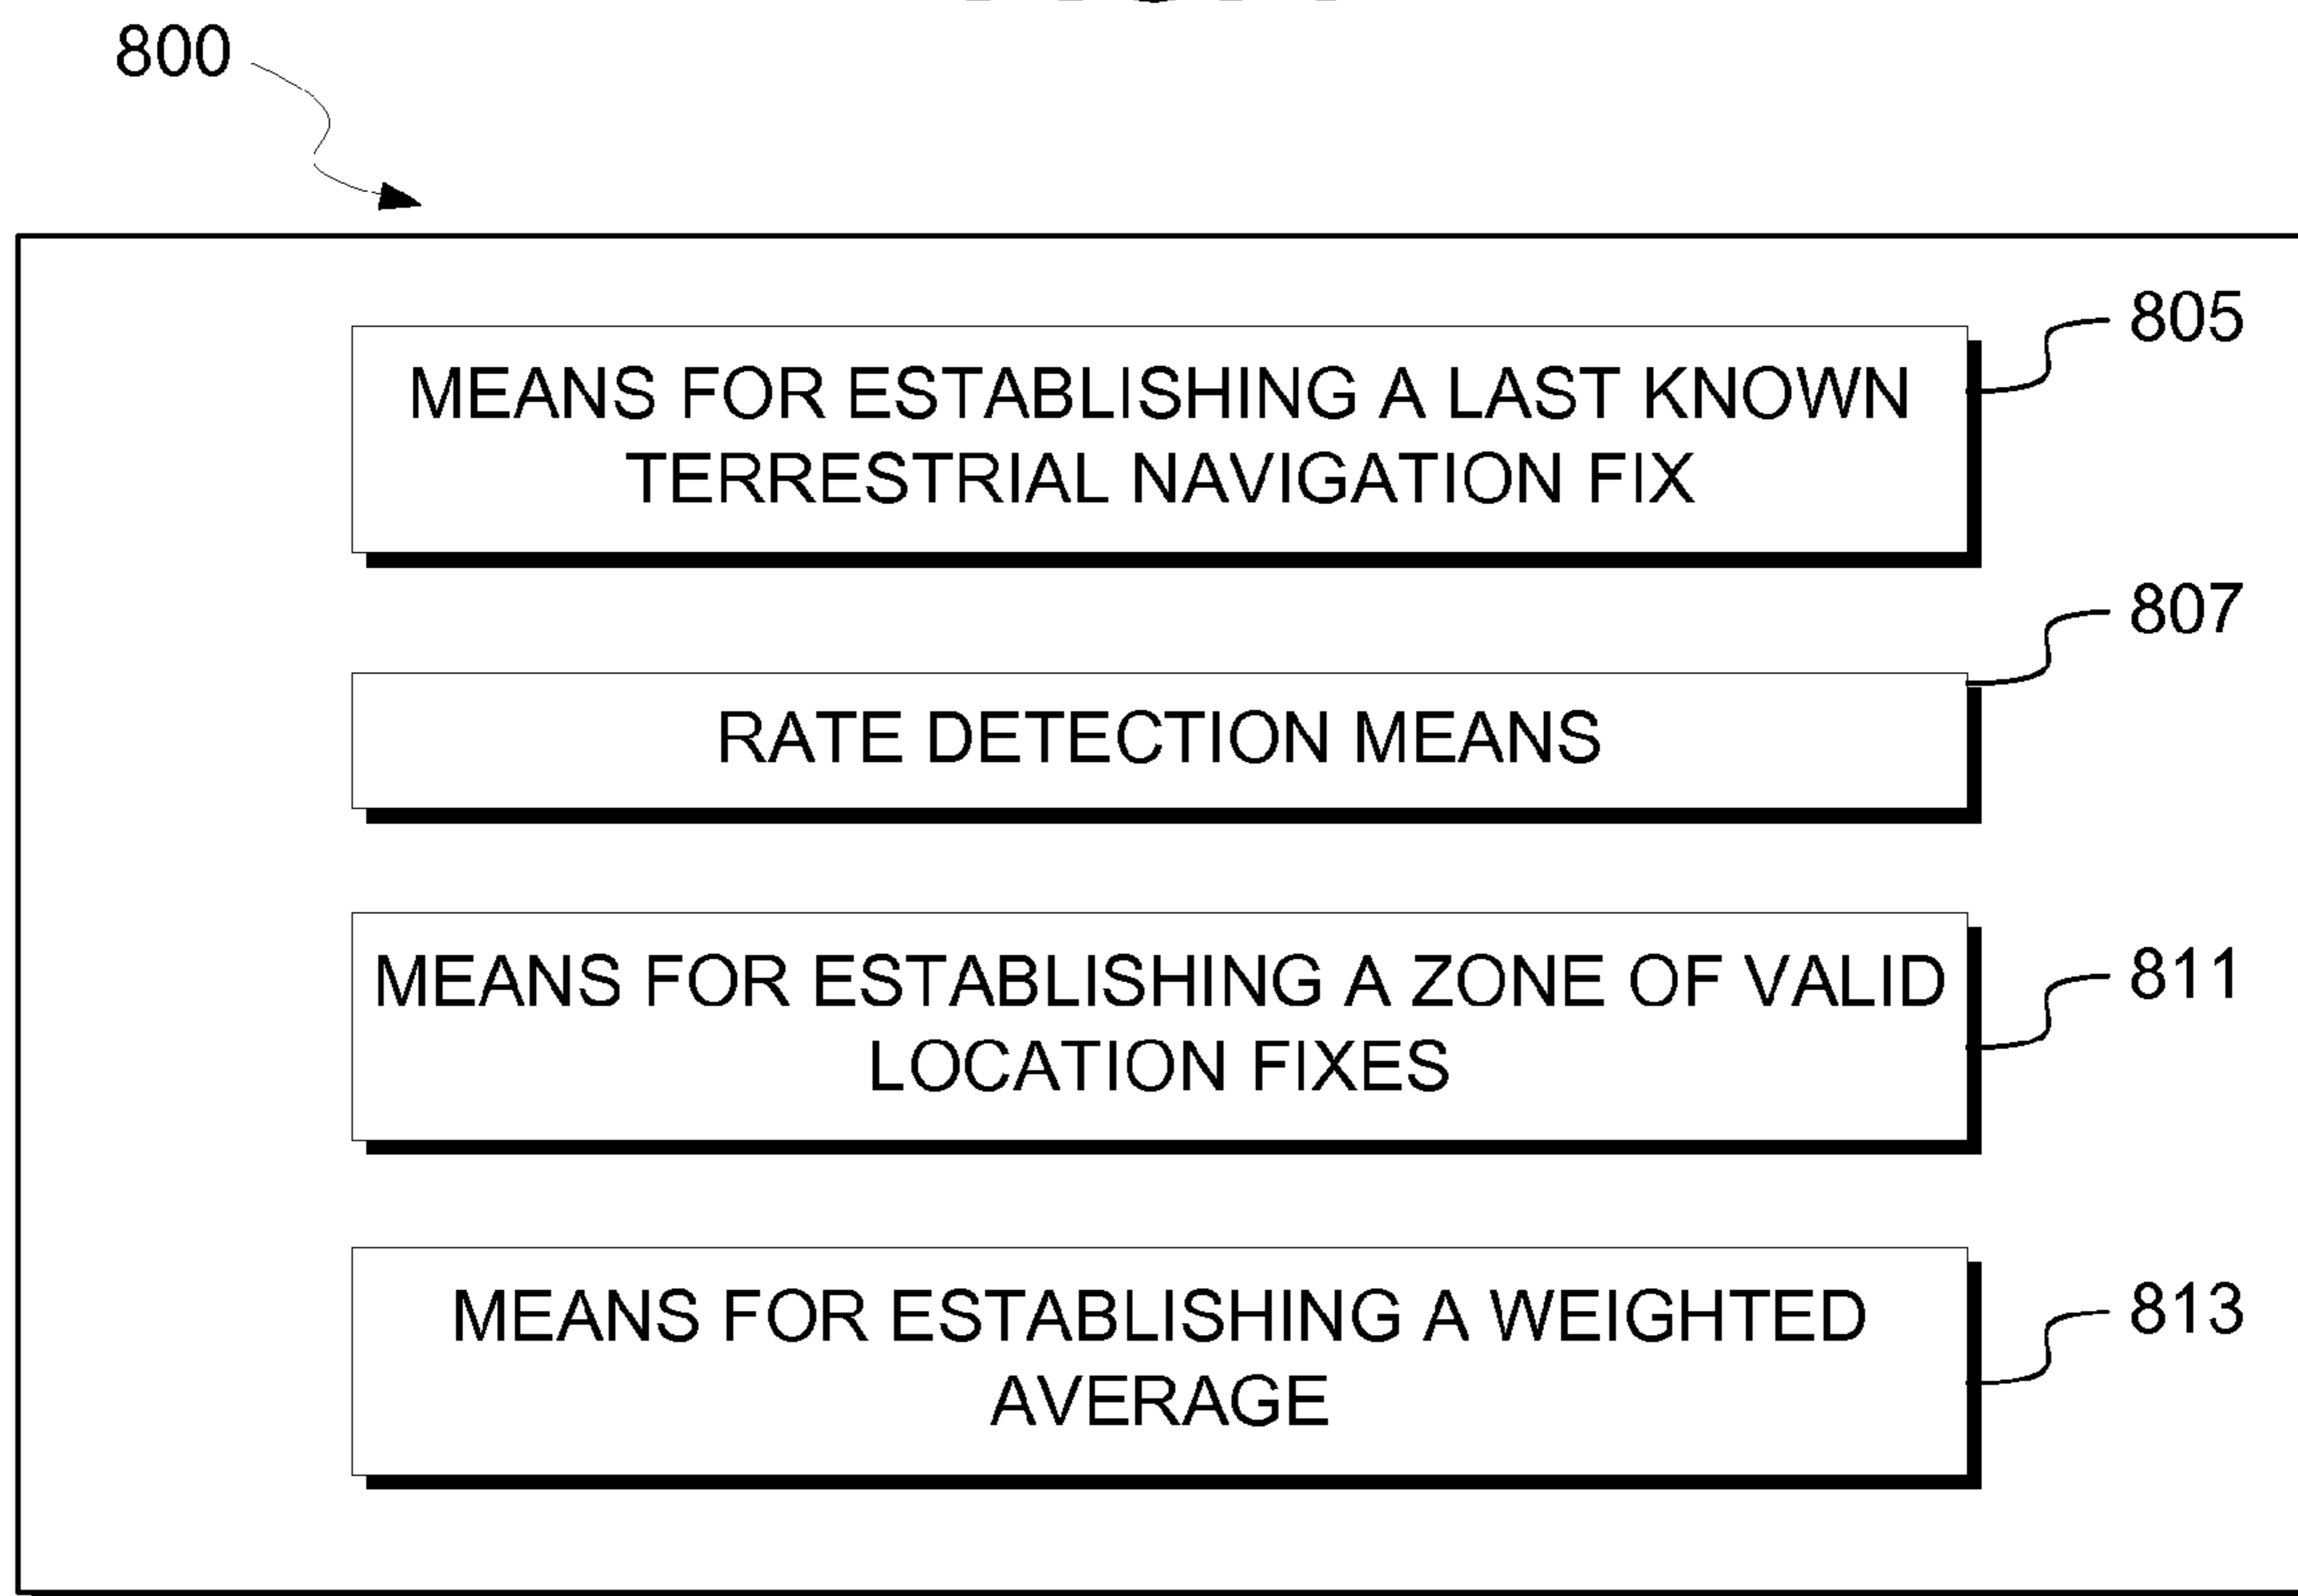 800
805
MEANS FOR ESTABLISHING A LAST KNOWN
TERRESTRIAL NAVIGATION FIX
807
RATE DETECTION MEANS
MEANS FOR ESTABLISHING A ZONE OF VALID
LOCATION FIXES
811
MEANS FOR ESTABLISHING A WEIGHTED
AVERAGE
813